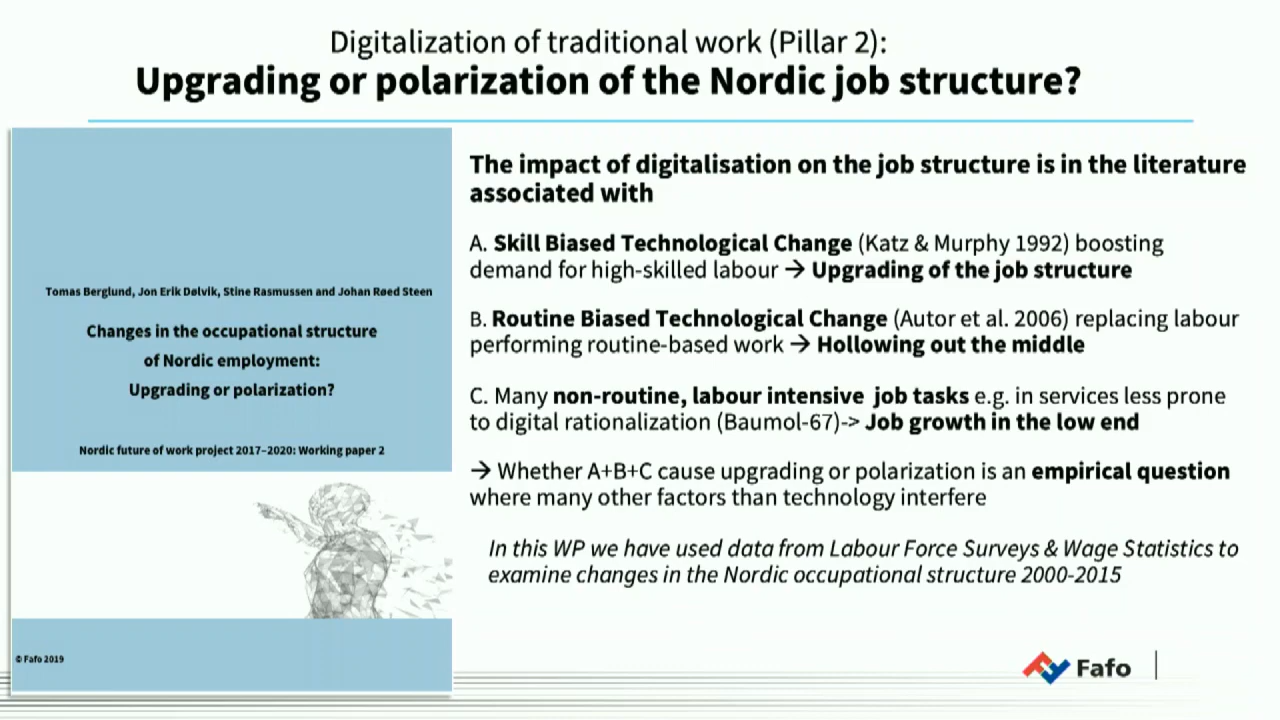 Digitalization of traditional work (Pillar 2):
Upgrading or polarization of the Nordic job structure?
Tomas Berglund, Jon Erik Dølvik, Stine Rasmussen and Johan Røed Steen
Changes in the occupational structure
of Nordic employment:
Upgrading or polarization?
Nordic future of work project 2017–2020: Working paper 2
© Fafo 2019
The impact of digitalisation on the job structure is in the literature
associated with
A. Skill Biased Technological Change (Katz & Murphy 1992) boosting
demand for high-skilled labour → Upgrading of the job structure
B. Routine Biased Technological Change (Autor et al. 2006) replacing labour
performing routine-based work → Hollowing out the middle
C. Many non-routine, labour intensive job tasks e.g. in services less prone
to digital rationalization (Baumol-67)-> Job growth in the low end
→ Whether A+B+C cause upgrading or polarization is an empirical question
where many other factors than technology interfere
In this WP we have used data from Labour Force Surveys & Wage Statistics to
examine changes in the Nordic occupational structure 2000-2015
Fafo